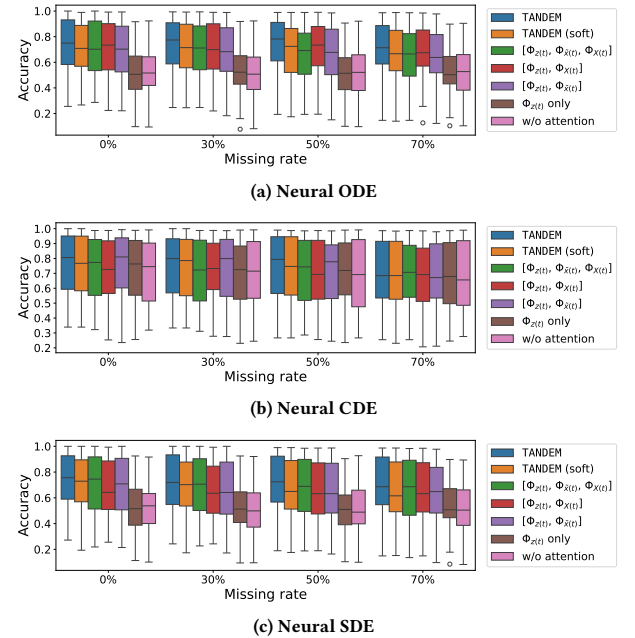 1.0
0.8
0.6
0.4
0.2
Accuracy
0% 30% 50% 70%
Missing rate
TANDEM
TANDEM (soft)
[Φz(t), Φx̃(t), ΦX(t)]
[Φz(t), ΦX(t)]
[Φz(t), Φx̃(t)]
Φz(t) only
w/o attention
(a) Neural ODE
1.0
0.9
0.8
0.7
0.6
0.5
0.4
0.3
0.2
Accuracy
0% 30% 50% 70%
Missing rate
TANDEM
TANDEM (soft)
[Φz(t), Φx̃(t), ΦX(t)]
[Φz(t), ΦX(t)]
[Φz(t), Φx̃(t)]
Φz(t) only
w/o attention
(b) Neural CDE
1.0
0.8
0.6
0.4
0.2
Accuracy
0% 30% 50% 70%
Missing rate
TANDEM
TANDEM (soft)
[Φz(t), Φx̃(t), ΦX(t)]
[Φz(t), ΦX(t)]
[Φz(t), Φx̃(t)]
Φz(t) only
w/o attention
(c) Neural SDE